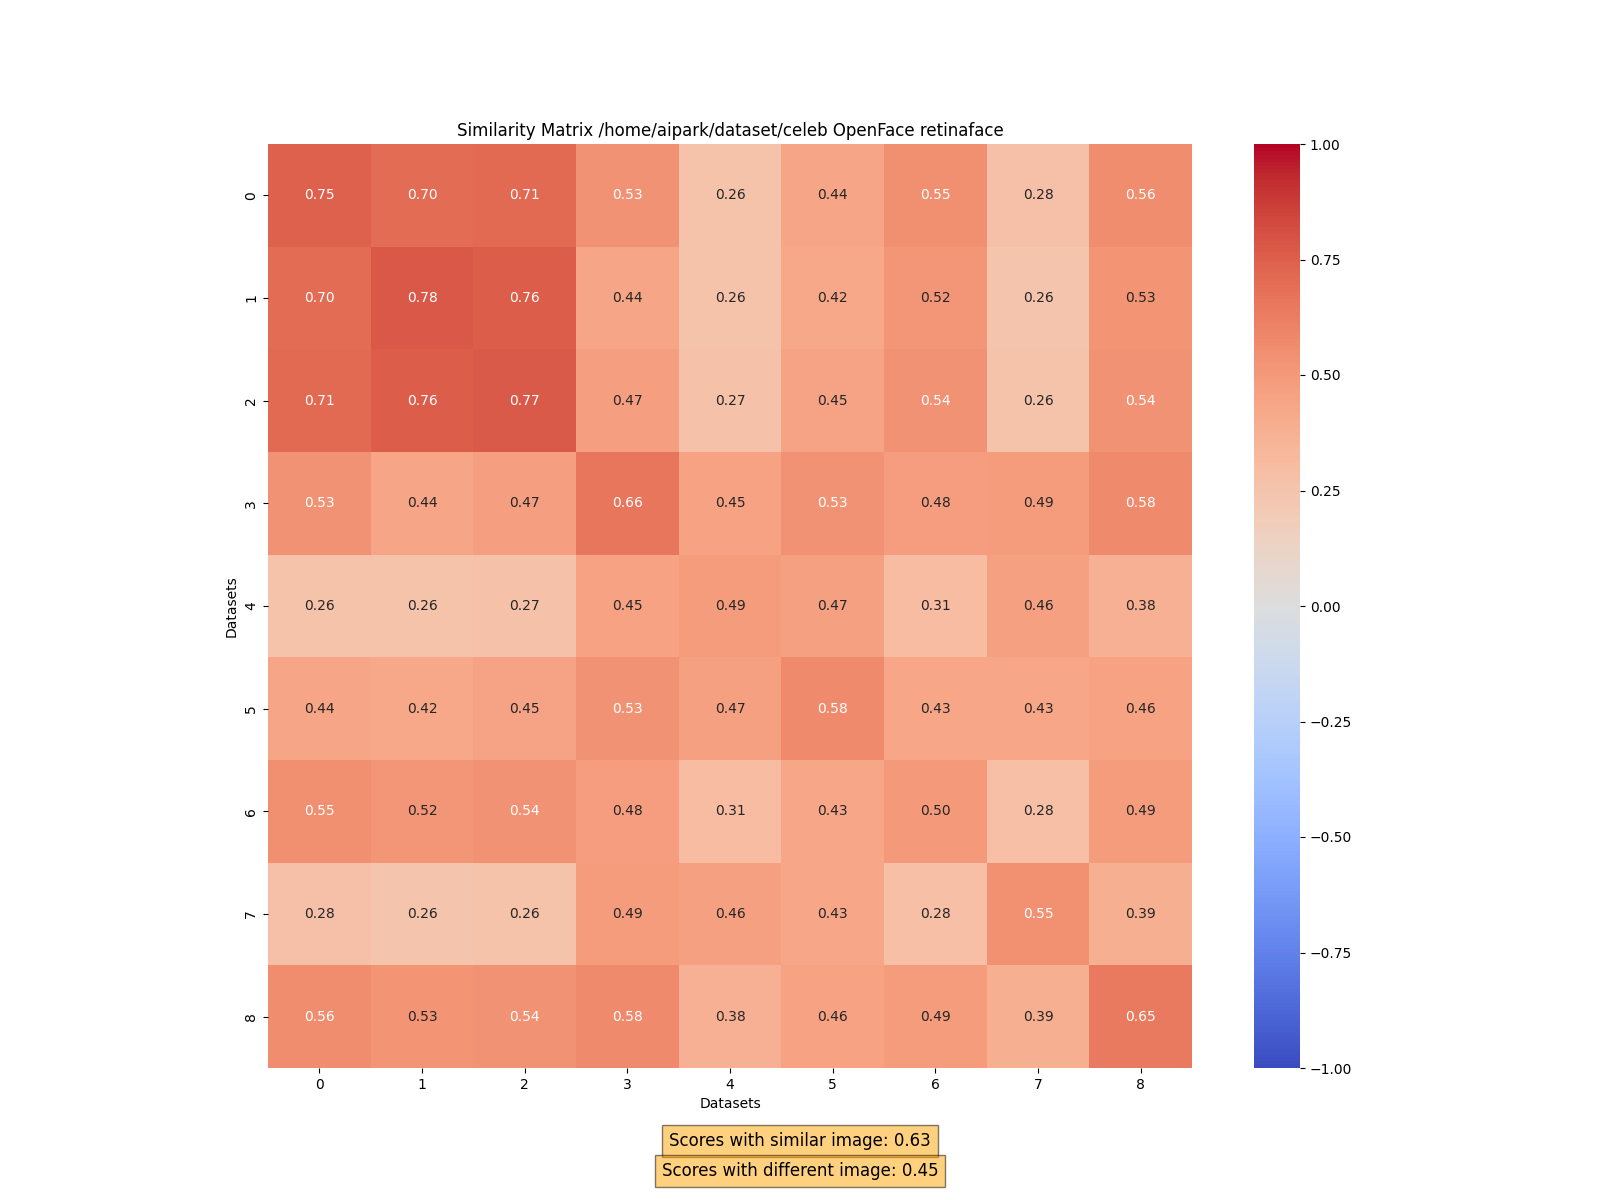 Similarity Matrix /home/aipark/dataset/celeb OpenFace retinaface
0 0.75 0.70 0.71 0.53 0.26 0.44 0.55 0.28 0.56
1 0.70 0.78 0.76 0.44 0.26 0.42 0.52 0.26 0.53
2 0.71 0.76 0.77 0.47 0.27 0.45 0.54 0.26 0.54
3 0.53 0.44 0.47 0.66 0.45 0.53 0.48 0.49 0.58
4 0.26 0.26 0.27 0.45 0.49 0.47 0.31 0.46 0.38
5 0.44 0.42 0.45 0.53 0.47 0.58 0.43 0.43 0.46
6 0.55 0.52 0.54 0.48 0.31 0.43 0.50 0.28 0.49
7 0.28 0.26 0.26 0.49 0.46 0.43 0.28 0.55 0.39
8 0.56 0.53 0.54 0.58 0.38 0.46 0.49 0.39 0.65
0 1 2 3 4 5 6 7 8
Datasets
Datasets
1.00
0.75
0.50
0.25
0.00
−0.25
−0.50
−0.75
−1.00
Scores with similar image: 0.63
Scores with different image: 0.45